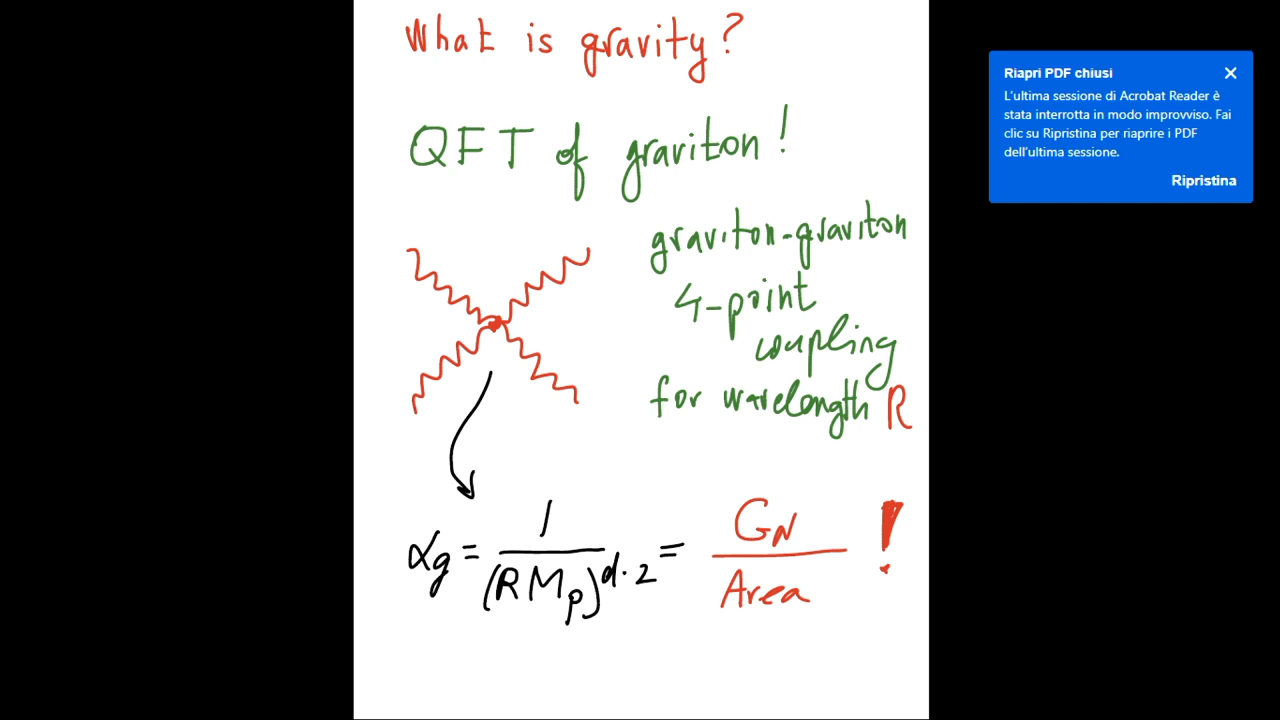 What is gravity?
QFT of graviton!
graviton-graviton
4-point
coupling
for wavelength R
αg = 1/(RMp)^d-2 = GN/Area !
Riapri PDF chiusi
L'ultima sessione di Acrobat Reader è
stata interrotta in modo improvviso. Fai
clic su Ripristina per riaprire i PDF
dell'ultima sessione.
Ripristina